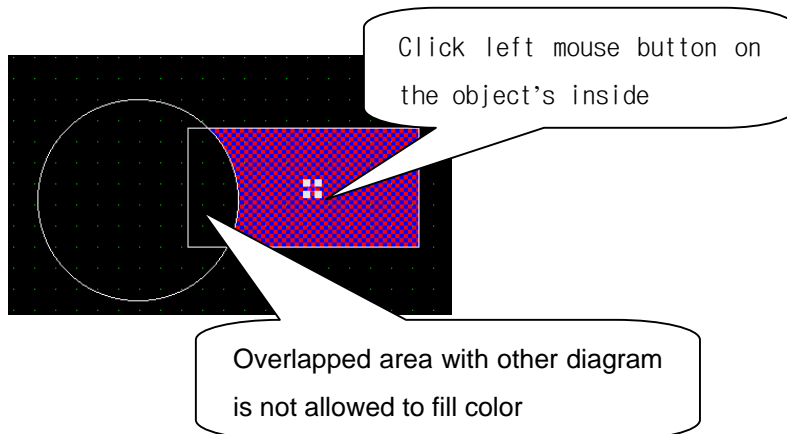 Click left mouse button on
the object’s inside
Overlapped area with other diagram
is not allowed to fill color